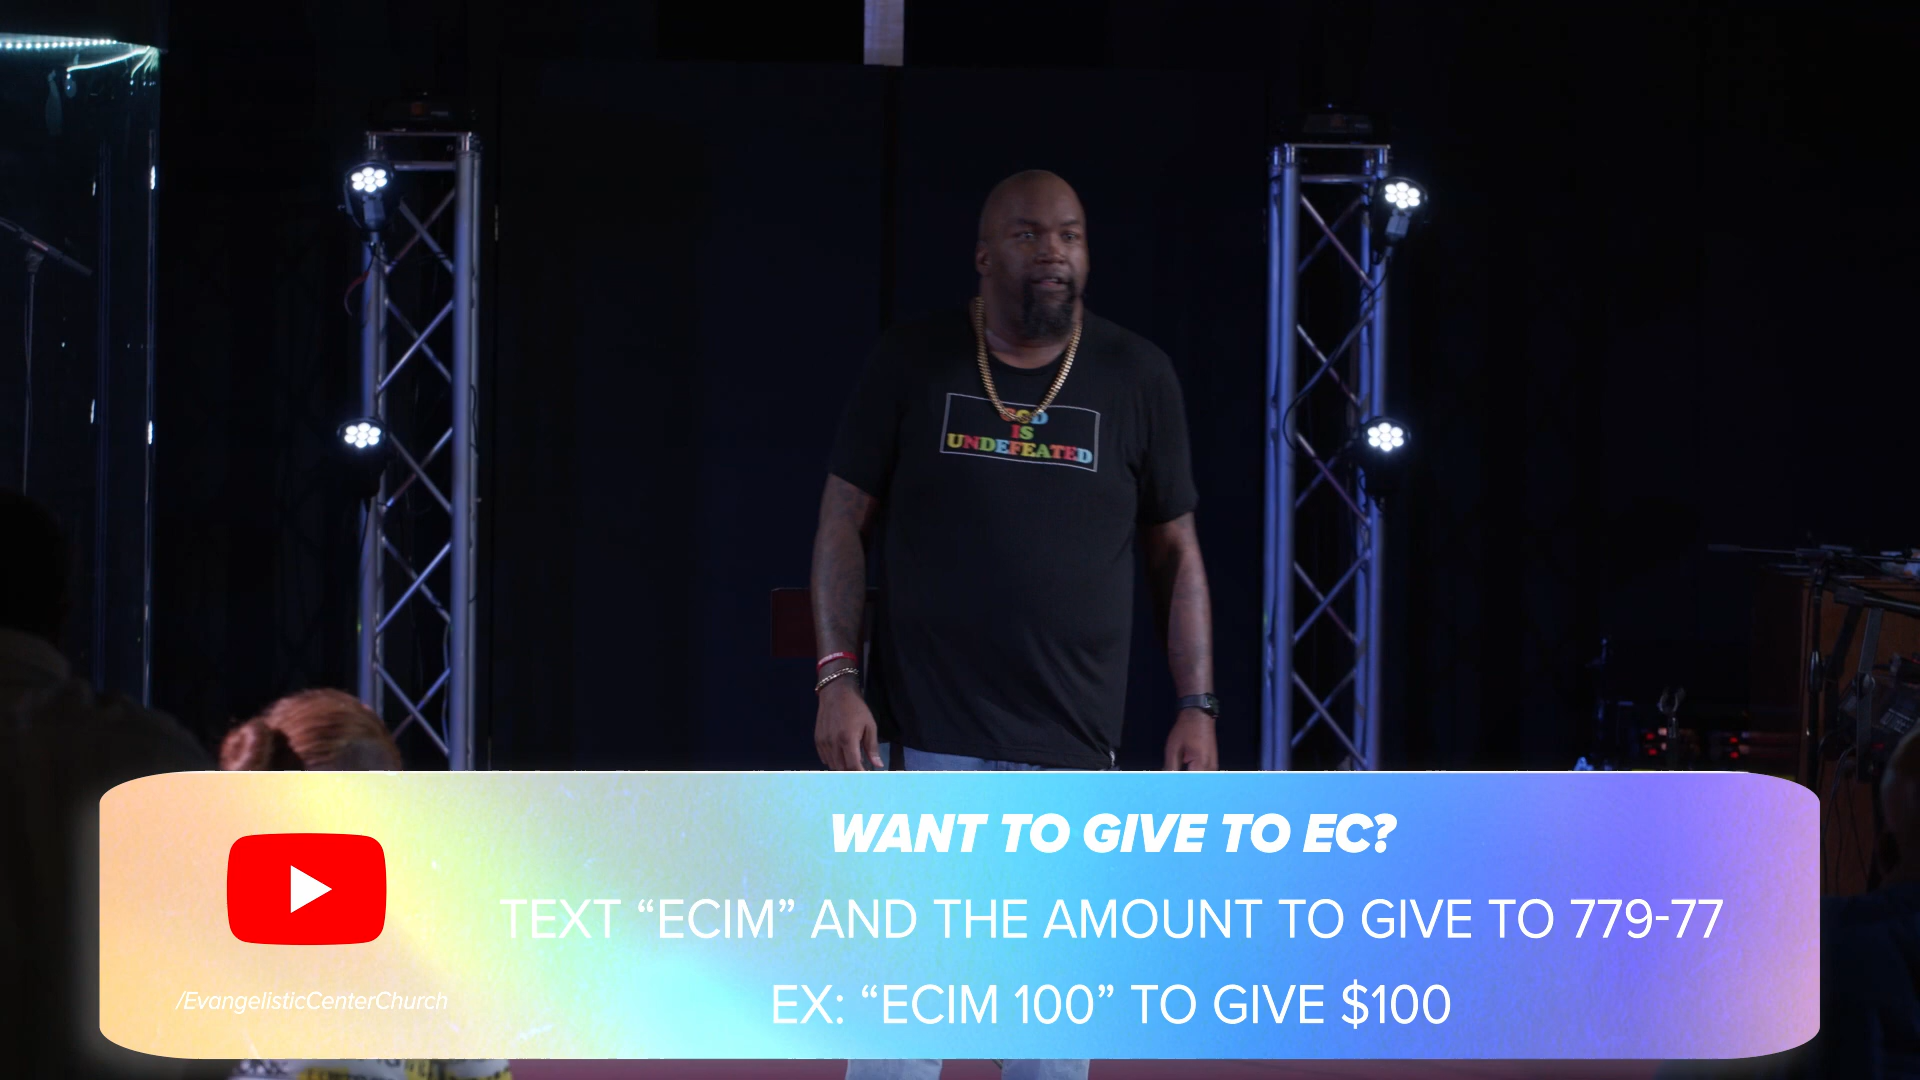 GOD
IS
UNDEFEATED
WANT TO GIVE TO EC?
TEXT “ECIM” AND THE AMOUNT TO GIVE TO 779-77
/EvangelisticCenterChurch
EX: “ECIM 100” TO GIVE $100